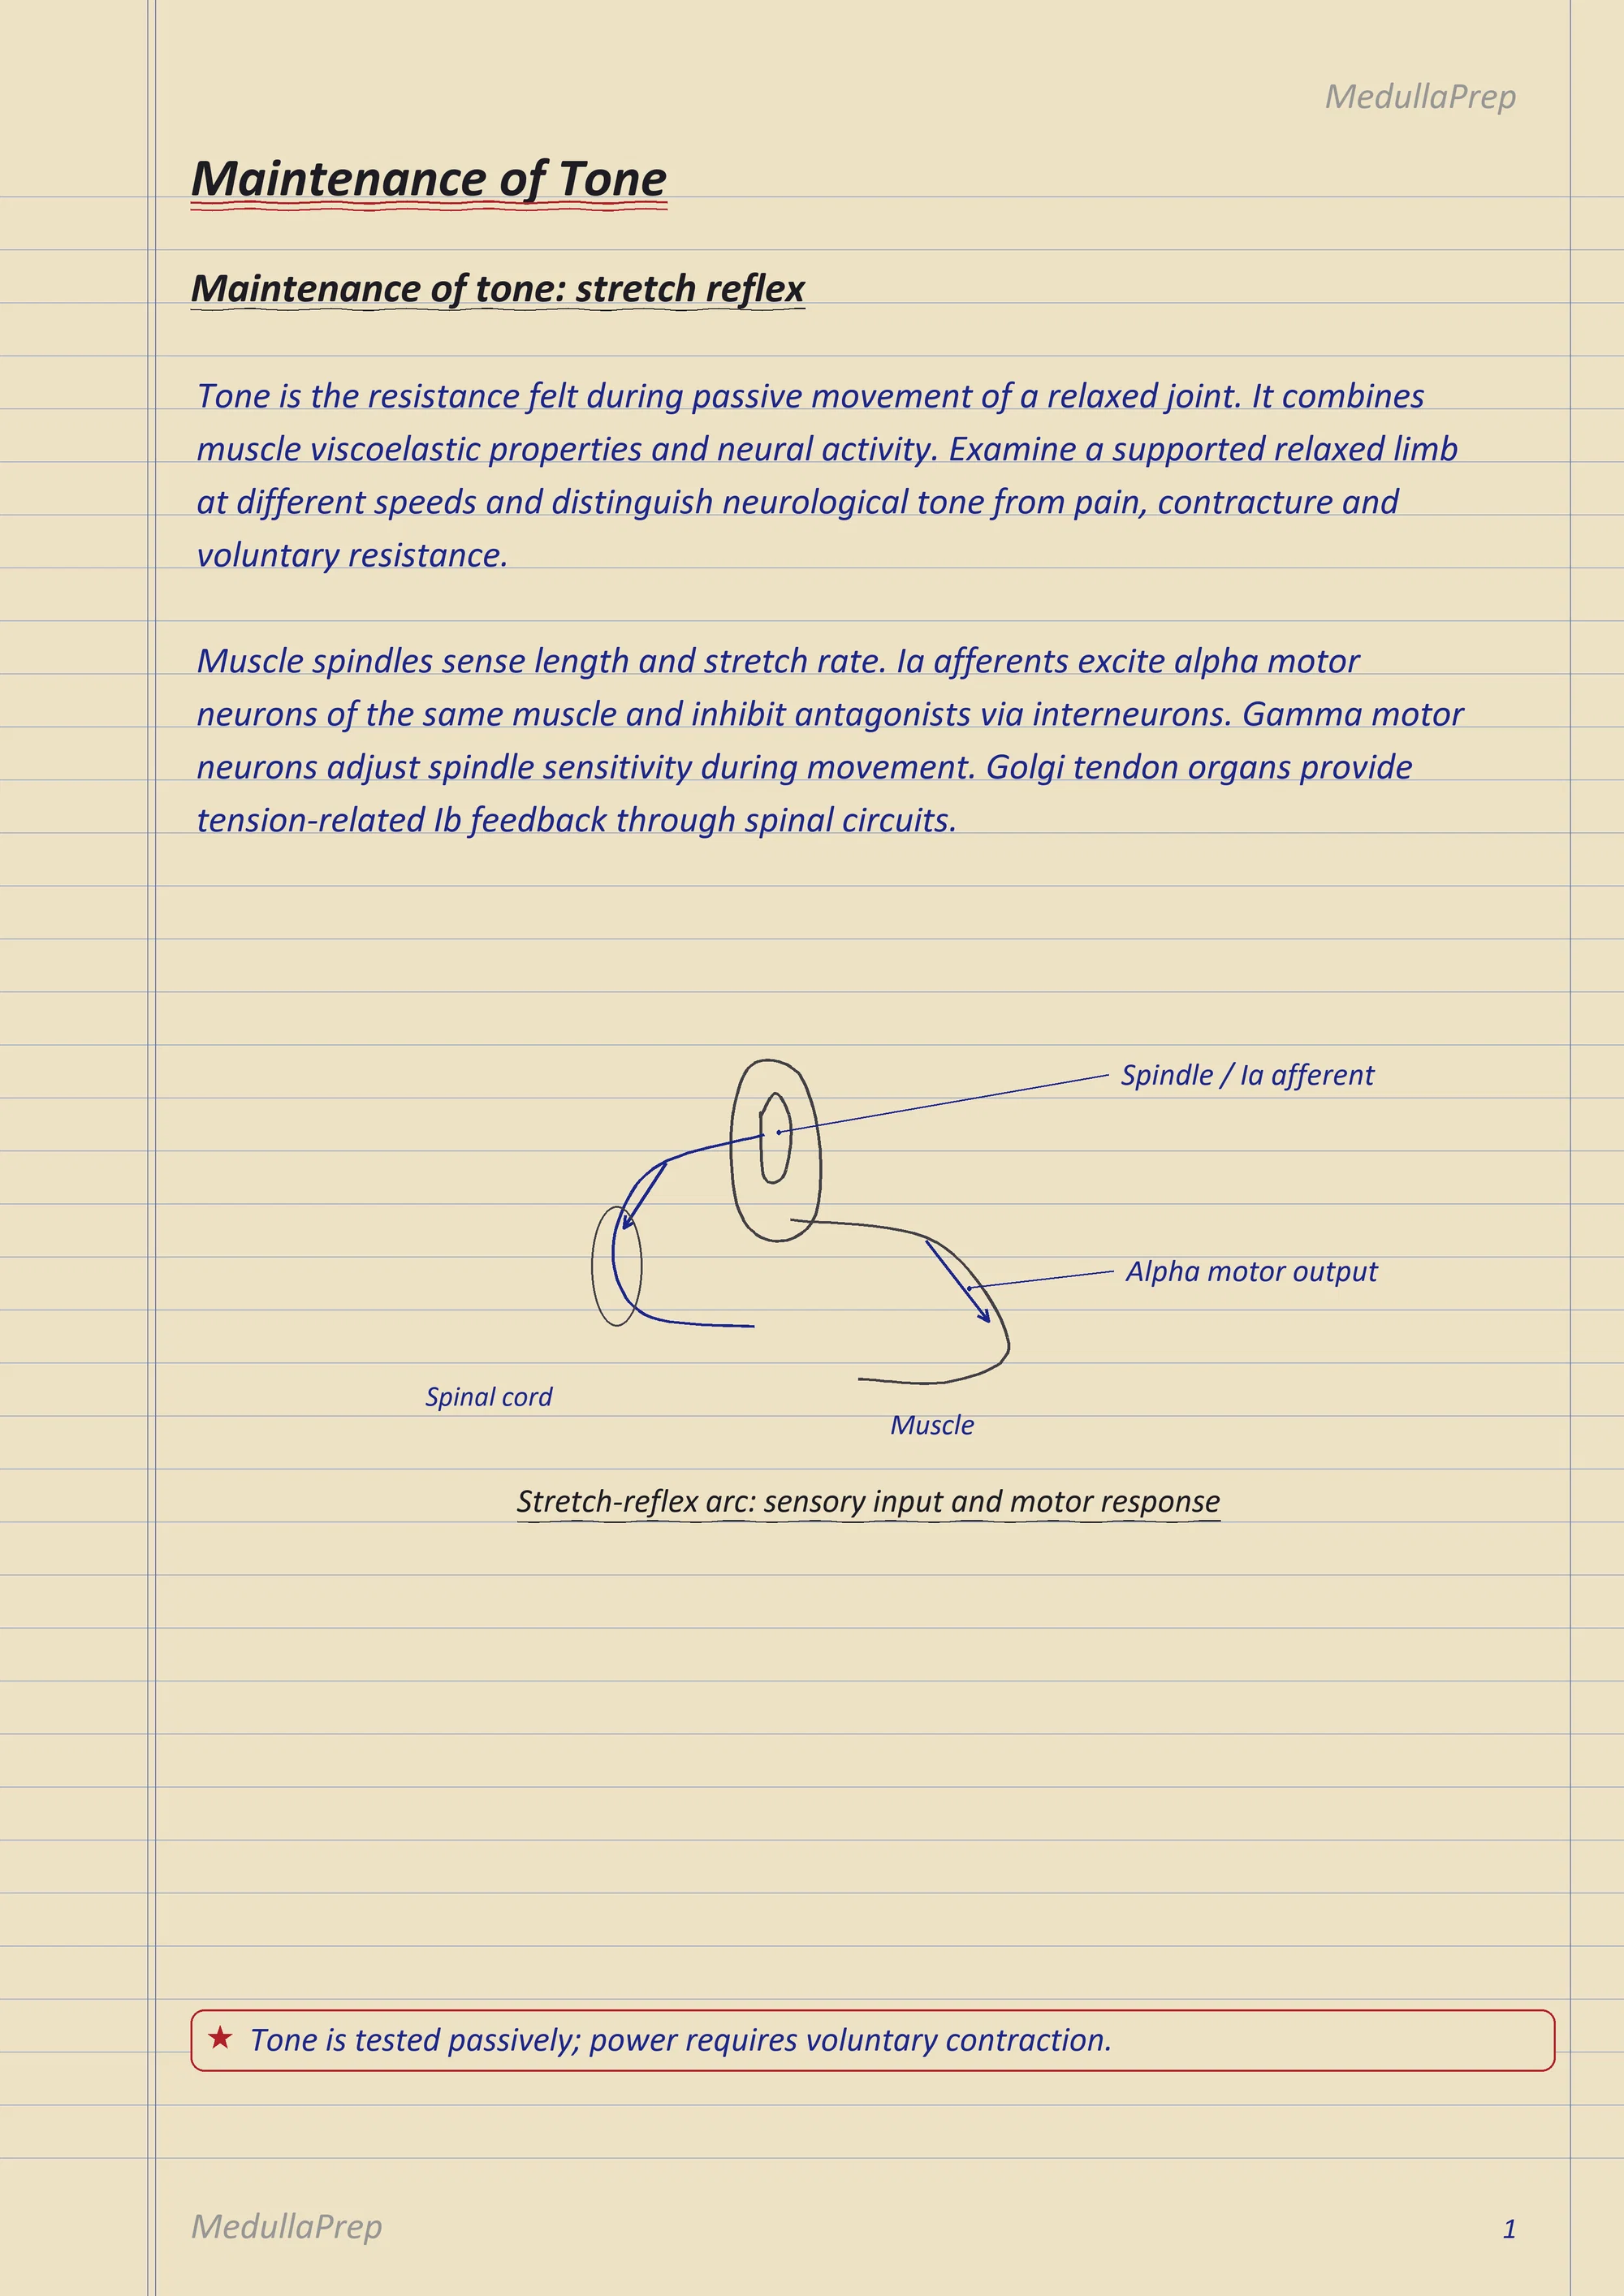 MedullaPrep
Maintenance of Tone
Maintenance of tone: stretch reflex
Tone is the resistance felt during passive movement of a relaxed joint. It combines
muscle viscoelastic properties and neural activity. Examine a supported relaxed limb
at different speeds and distinguish neurological tone from pain, contracture and
voluntary resistance.
Muscle spindles sense length and stretch rate. Ia afferents excite alpha motor
neurons of the same muscle and inhibit antagonists via interneurons. Gamma motor
neurons adjust spindle sensitivity during movement. Golgi tendon organs provide
tension-related Ib feedback through spinal circuits.
Spindle / Ia afferent
Alpha motor output
Spinal cord
Muscle
Stretch-reflex arc: sensory input and motor response
★ Tone is tested passively; power requires voluntary contraction.
MedullaPrep
1